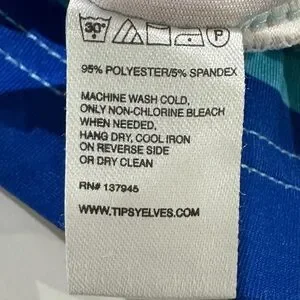 30°
P
95% POLYESTER/5% SPANDEX
MACHINE WASH COLD,
ONLY NON-CHLORINE BLEACH
WHEN NEEDED,
HANG DRY, COOL IRON
ON REVERSE SIDE
OR DRY CLEAN
RN# 137945
WWW.TIPSYELVES.COM